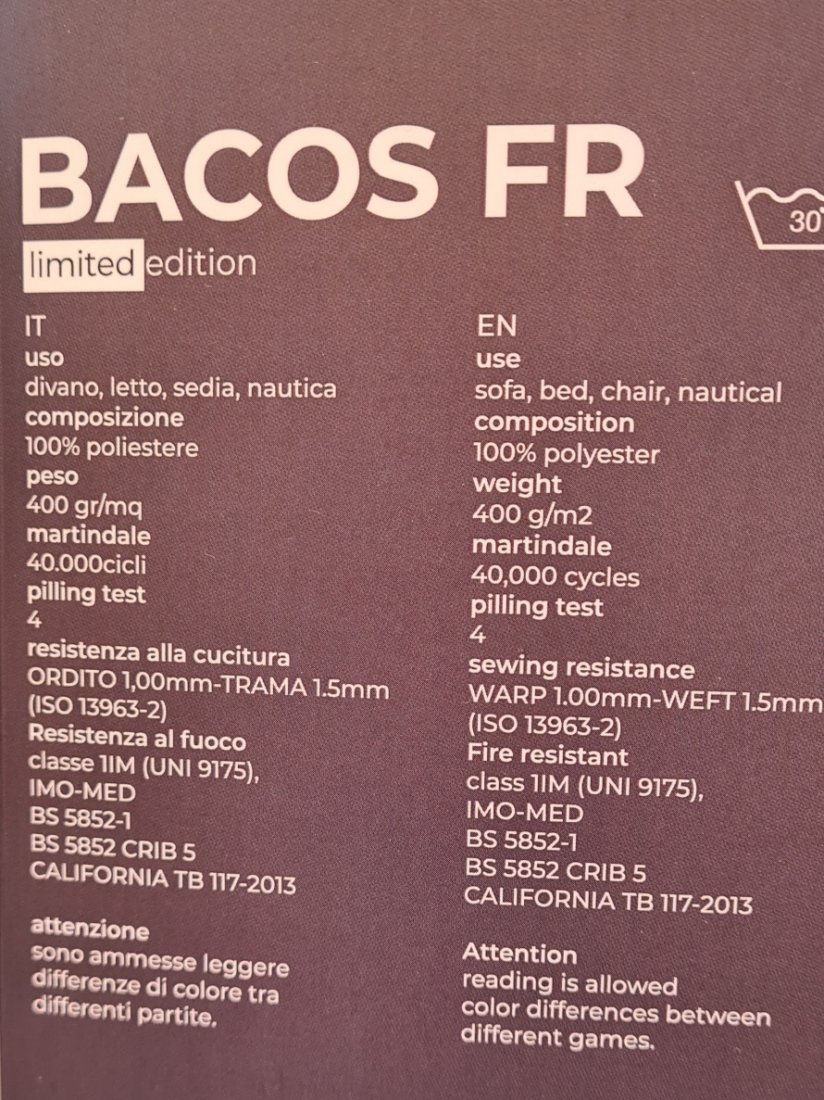 BACOS FR
30°
limited edition
IT
uso
divano, letto, sedia, nautica
composizione
100% poliestere
peso
400 gr/mq
martindale
40.000cicli
pilling test
4
resistenza alla cucitura
ORDITO 1,00mm-TRAMA 1.5mm
(ISO 13963-2)
Resistenza al fuoco
classe 1IM (UNI 9175),
IMO-MED
BS 5852-1
BS 5852 CRIB 5
CALIFORNIA TB 117-2013
attenzione
sono ammesse leggere
differenze di colore tra
differenti partite.
EN
use
sofa, bed, chair, nautical
composition
100% polyester
weight
400 g/m2
martindale
40,000 cycles
pilling test
4
sewing resistance
WARP 1.00mm-WEFT 1.5mm
(ISO 13963-2)
Fire resistant
class 1IM (UNI 9175),
IMO-MED
BS 5852-1
BS 5852 CRIB 5
CALIFORNIA TB 117-2013
Attention
reading is allowed
color differences between
different games.